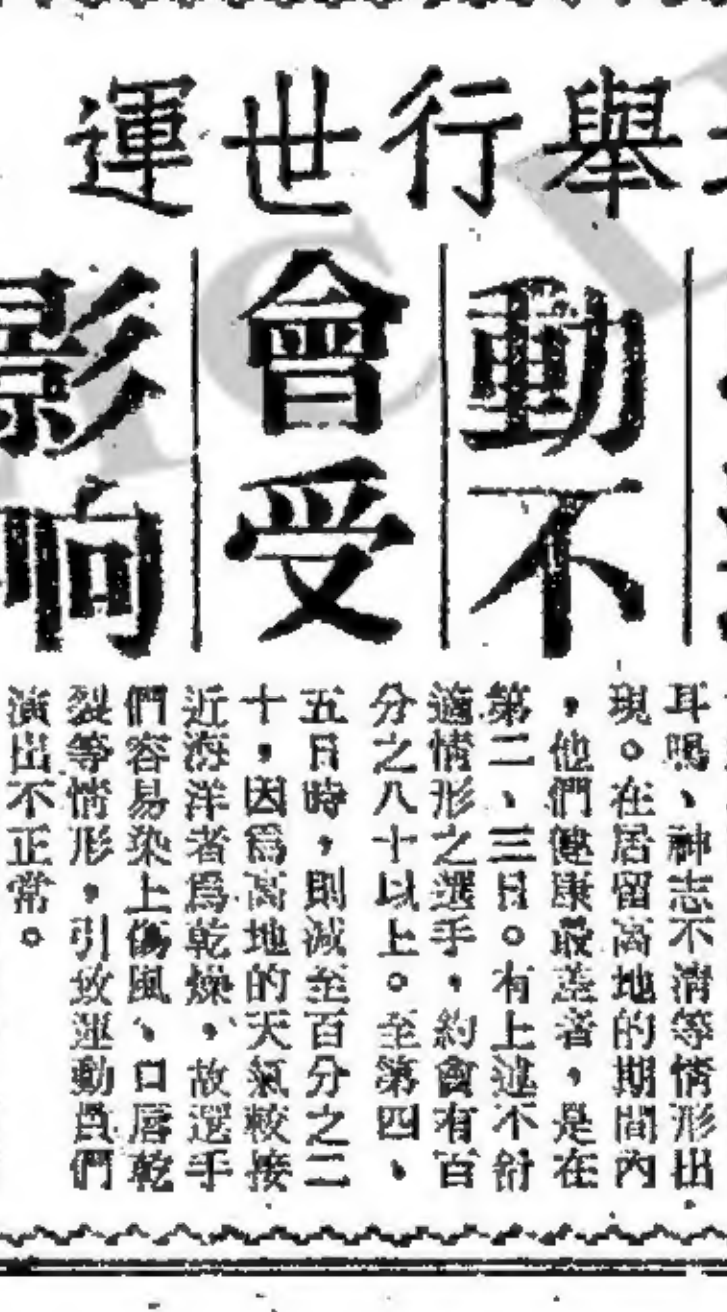 舉行世運
動不
會受
影响
耳鳴、神志不清等情形出
現。在居留高地的期間內
，他們健康最差者，是在
第二、三日。有上述不舒
適情形之選手，約會有百
分之八十以上。至第四、
五日時，則減至百分之二
十，因爲高地的天氣較接
近海洋者爲乾燥，故選手
們容易染上傷風、口唇乾
裂等情形，引致運動員們
演出不正常。